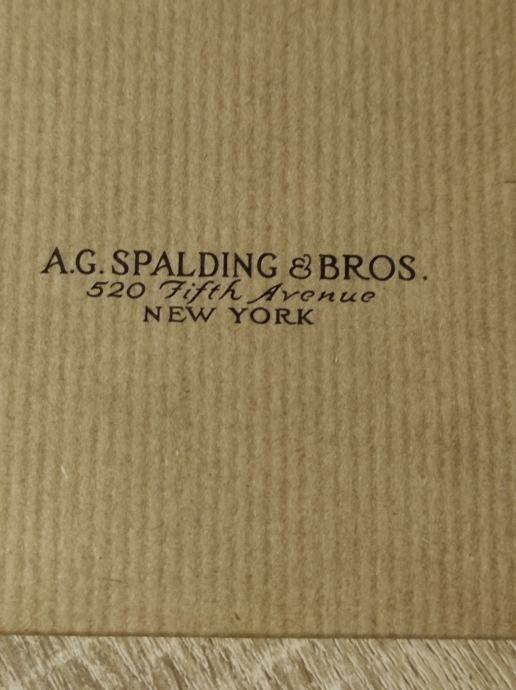 A.G. SPALDING & BROS.
520 Fifth Avenue
NEW YORK